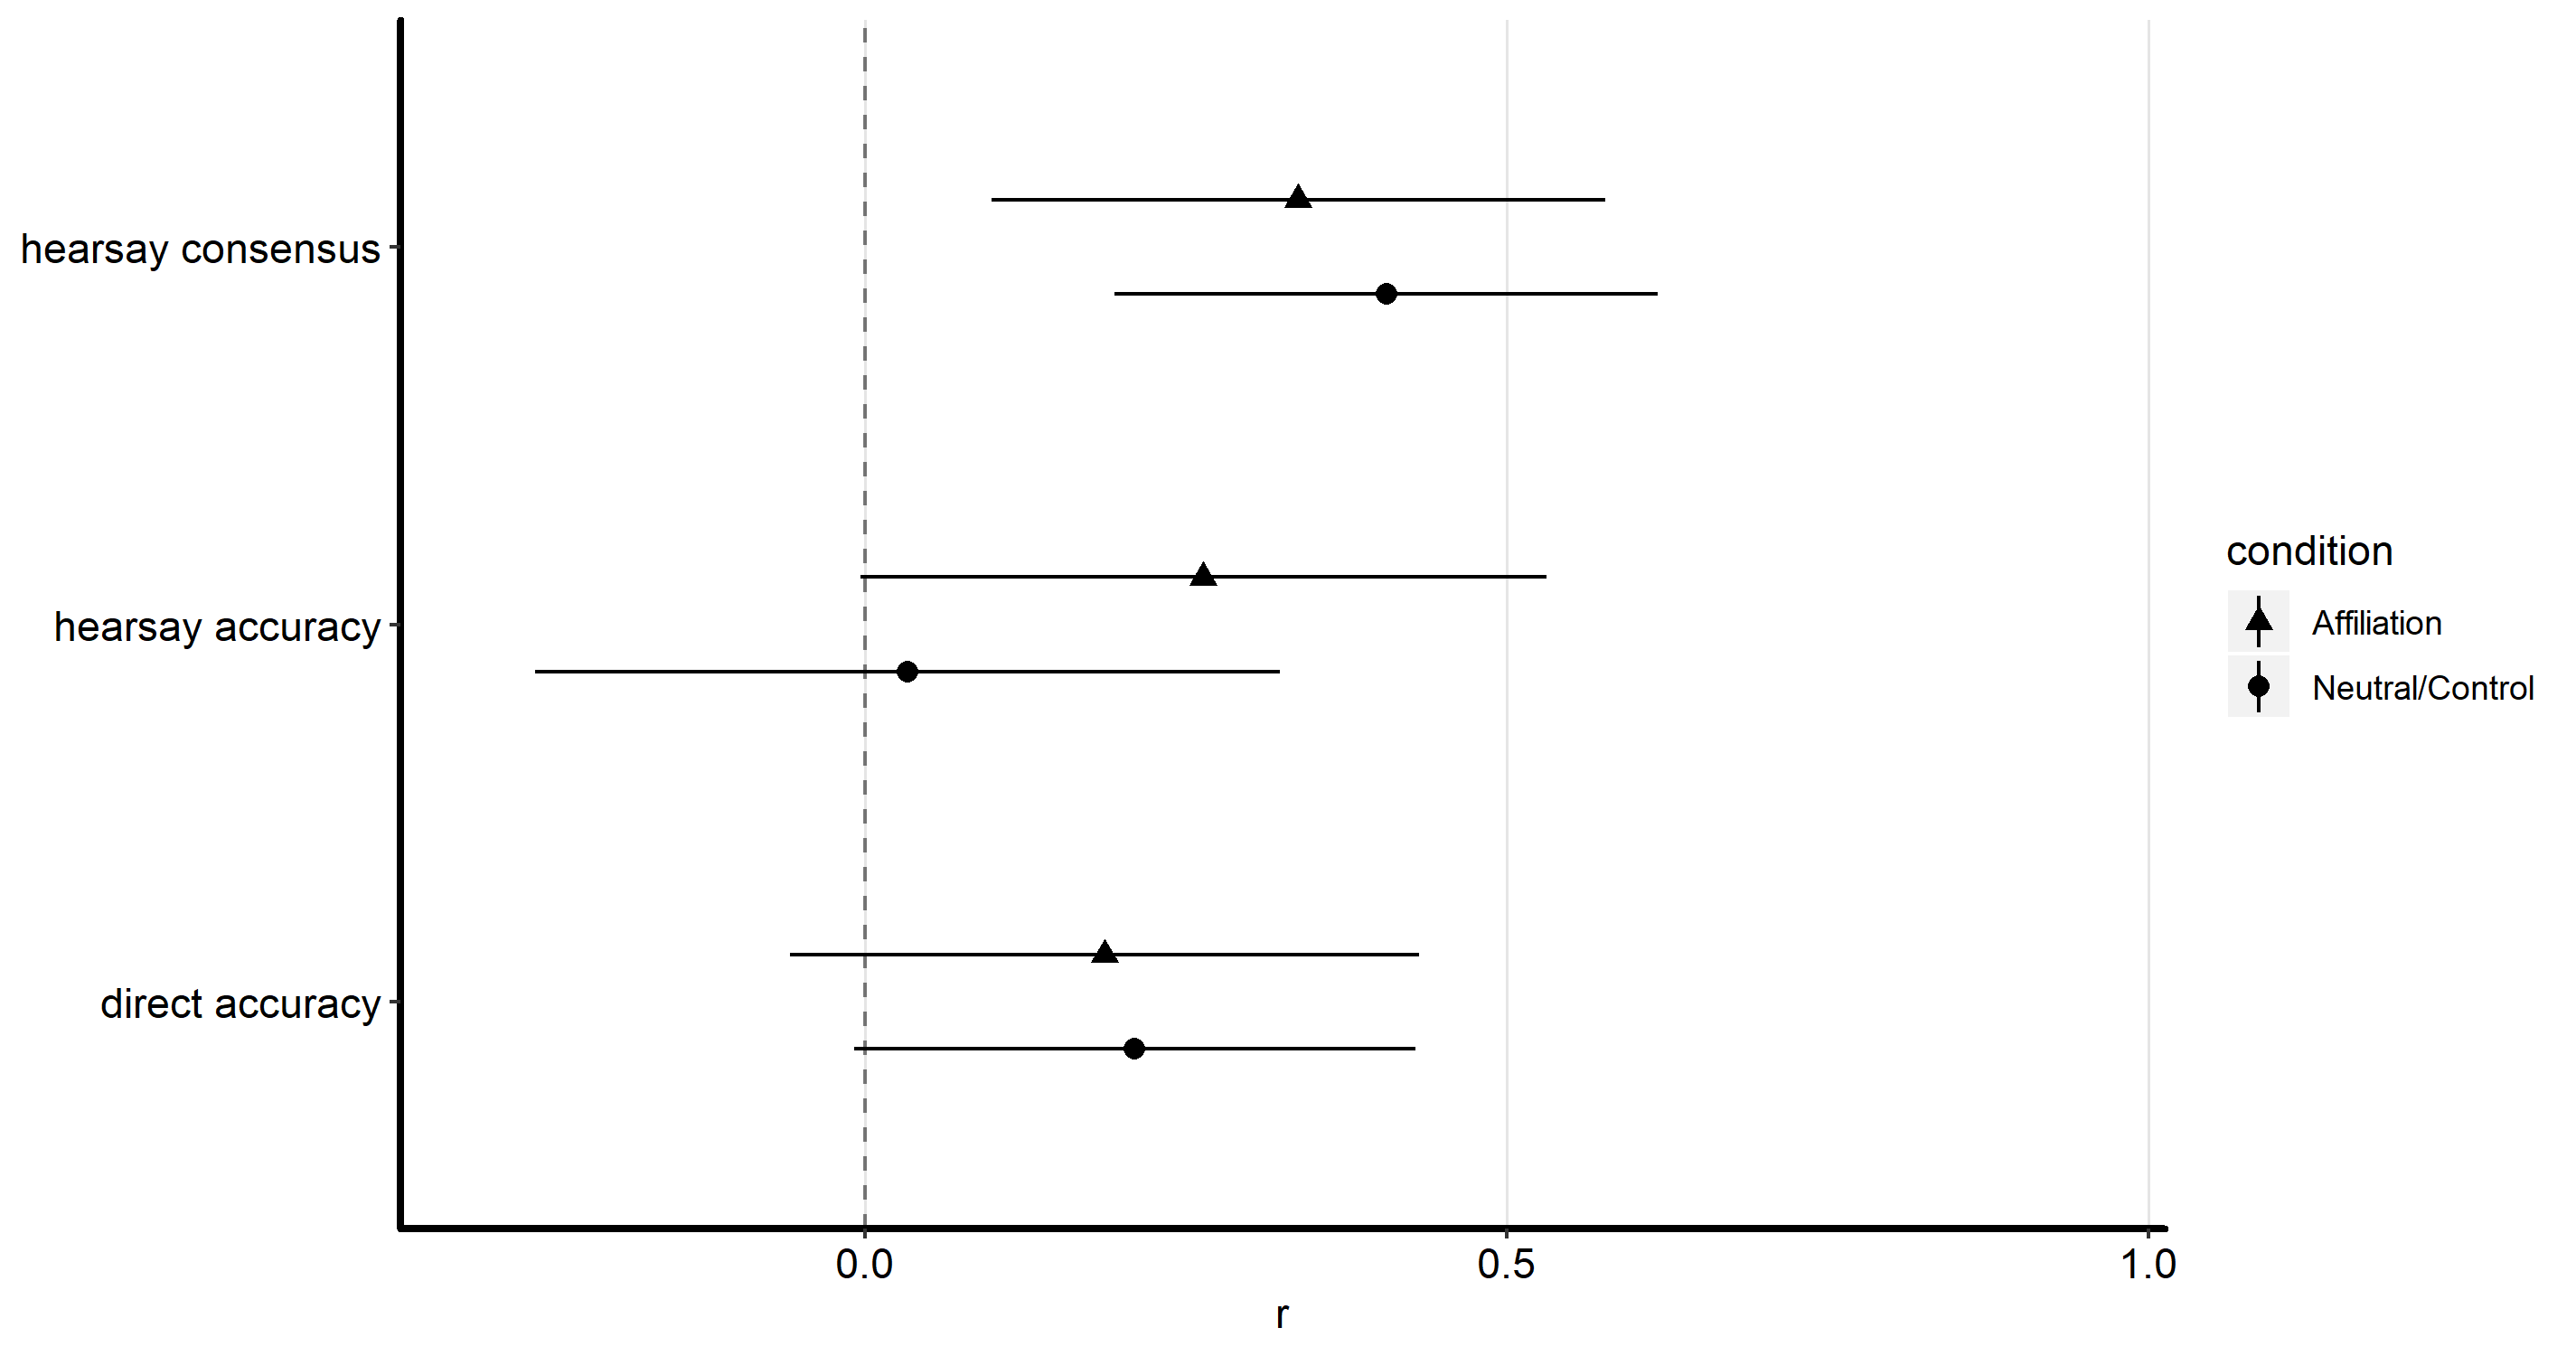 hearsay consensus
hearsay accuracy
direct accuracy
0.0
0.5
1.0
r
condition
Affiliation
Neutral/Control